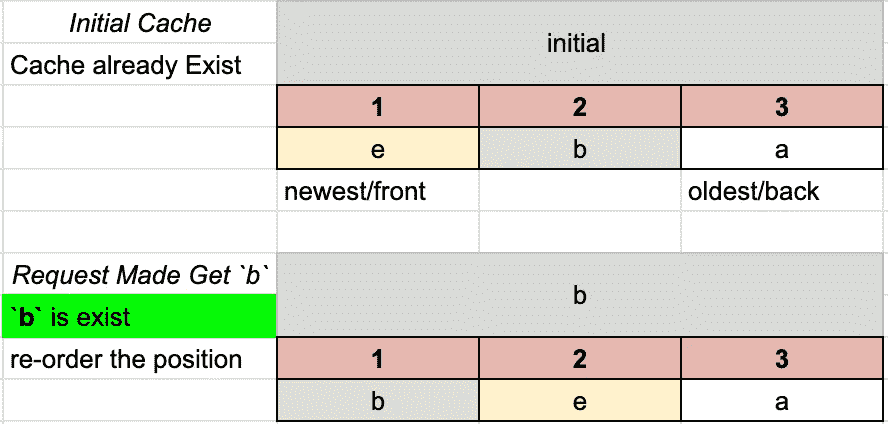 Initial Cache
initial
Cache already Exist
1 2 3
e b a
newest/front oldest/back
Request Made Get `b`
b
`b` is exist
re-order the position 1 2 3
b e a